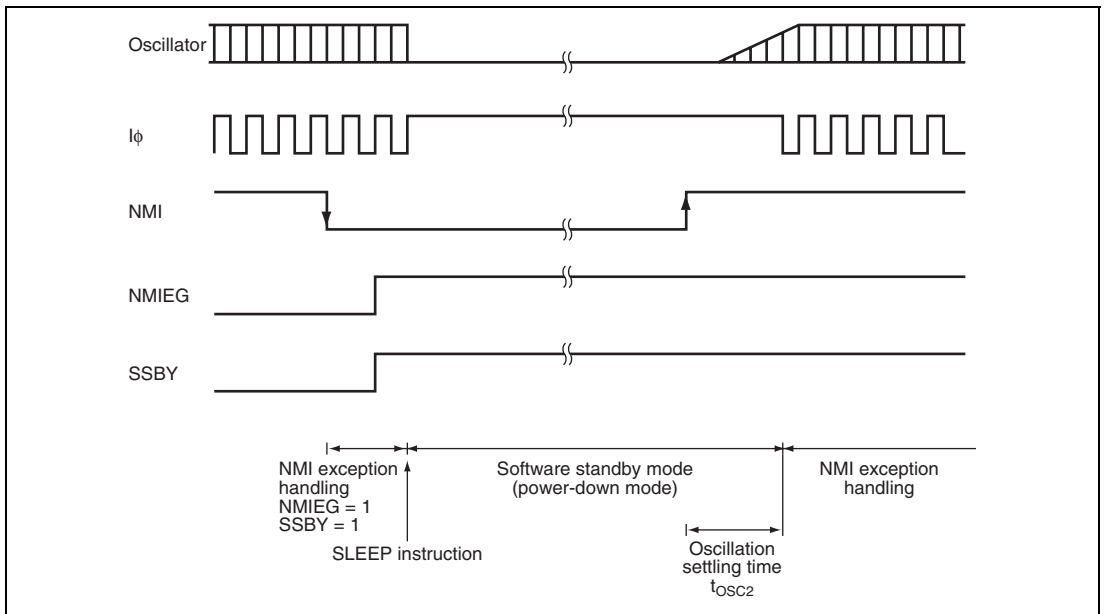 Oscillator
Iφ
NMI
NMIEG
SSBY
NMI exception
handling
NMIEG = 1
SSBY = 1
SLEEP instruction
Software standby mode
(power-down mode)
Oscillation
settling time
tOSC2
NMI exception
handling